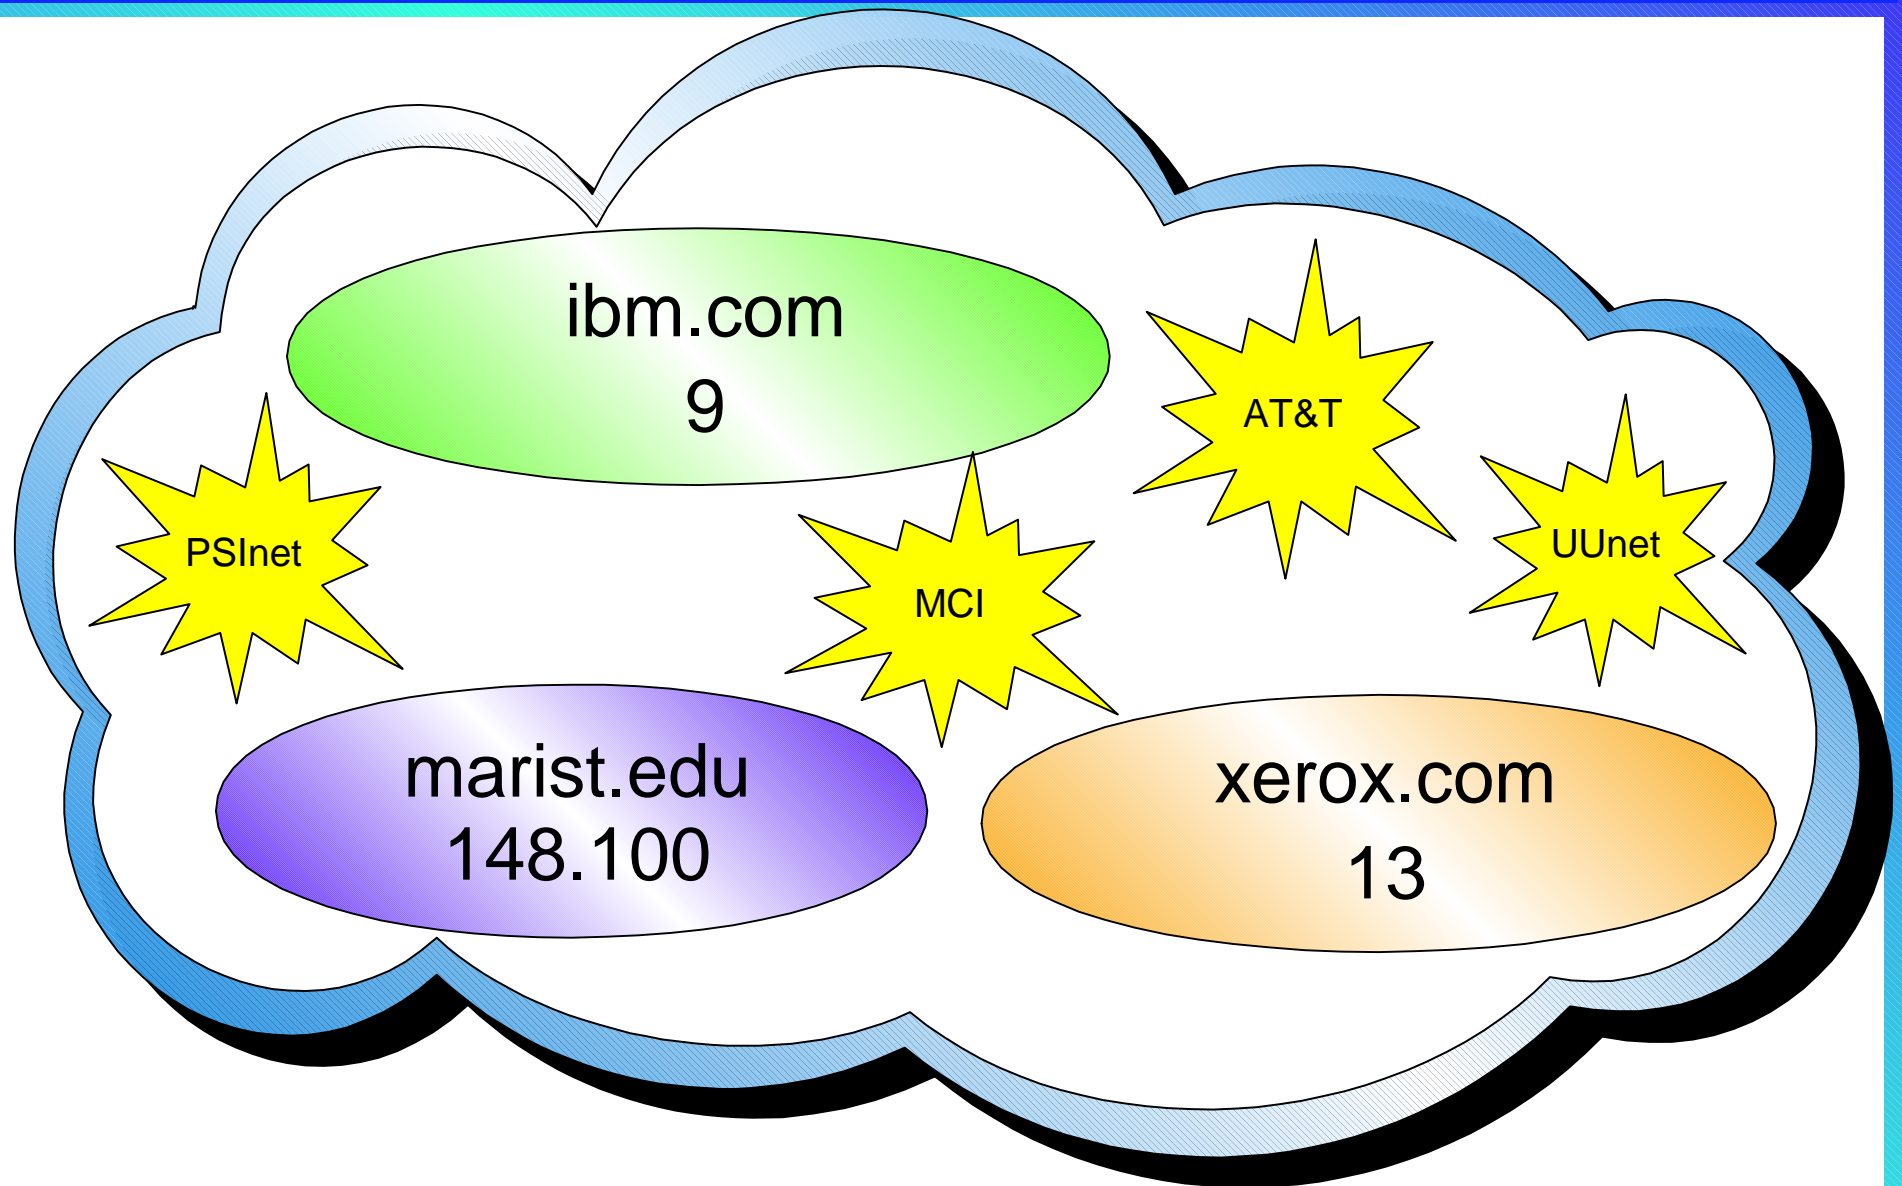 ibm.com
9
AT&T
PSInet
UUnet
MCI
marist.edu
148.100
xerox.com
13